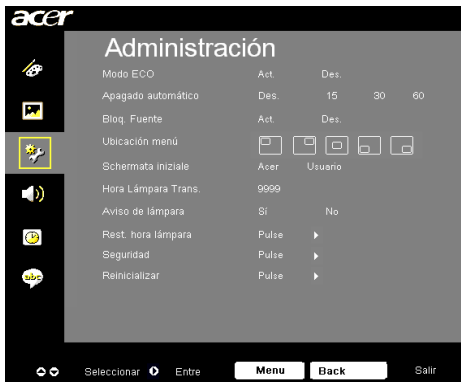 acer
Administración
Modo ECO Act. Des.
Apagado automático Des. 15 30 60
Bloq. Fuente Act. Des.
Ubicación menú
Schermata iniziale Acer Usuario
Hora Lámpara Trans. 9999
Aviso de lámpara Sí No
Rest. hora lámpara Pulse
Seguridad Pulse
Reinicializar Pulse
abc
Seleccionar Entre Menu Back Salir